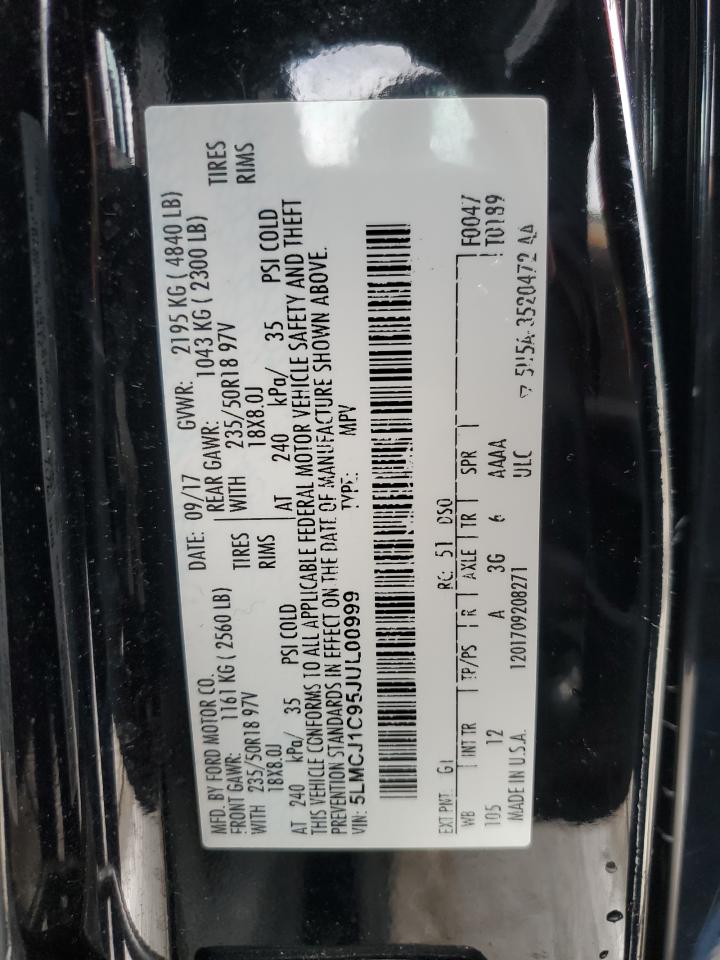 MFD. BY FORD MOTOR CO. DATE: 09/17 GVWR: 2195 KG ( 4840 LB)
FRONT GAWR: 1161 KG ( 2560 LB) REAR GAWR: 1043 KG ( 2300 LB)
WITH 235/50R18 97V TIRES WITH 235/50R18 97V TIRES
18X8.0J RIMS 18X8.0J RIMS
AT 240 kPa/ 35 PSI COLD AT 240 kPa/ 35 PSI COLD
THIS VEHICLE CONFORMS TO ALL APPLICABLE FEDERAL MOTOR VEHICLE SAFETY AND THEFT
PREVENTION STANDARDS IN EFFECT ON THE DATE OF MANUFACTURE SHOWN ABOVE.
VIN: 5LMCJ1C95JUL00999 TYPE: MPV
EXT PNT: G1 RC: 51 DSO F0047
WB INT TR TP/PS R AXLE TR SPR T0189
105 12 A 3G 6 AAAA
MADE IN U.S.A. 1201709208271 ULC 5U5A-3520472-AA